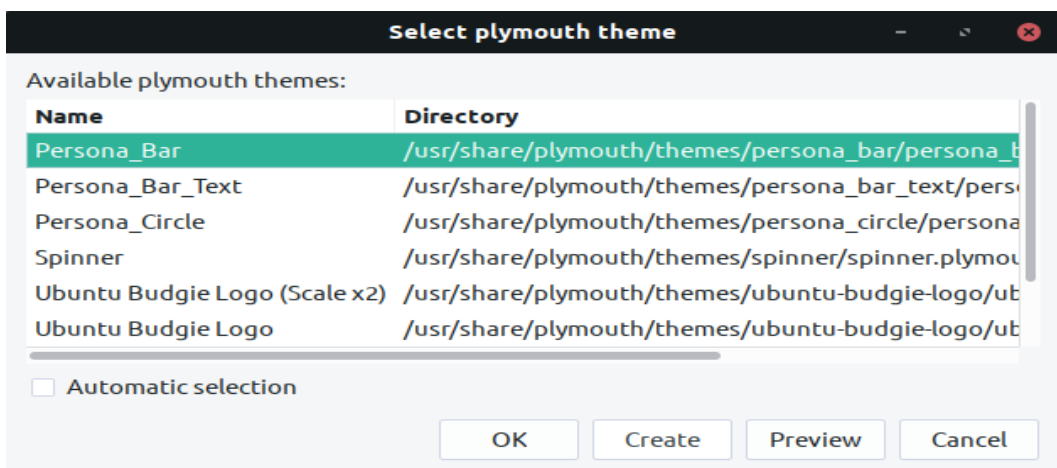 Select plymouth theme
Available plymouth themes:
Name Directory
Persona_Bar /usr/share/plymouth/themes/persona_bar/persona_b
Persona_Bar_Text /usr/share/plymouth/themes/persona_bar_text/pers
Persona_Circle /usr/share/plymouth/themes/persona_circle/persona
Spinner /usr/share/plymouth/themes/spinner/spinner.plymou
Ubuntu Budgie Logo (Scale x2) /usr/share/plymouth/themes/ubuntu-budgie-logo/ub
Ubuntu Budgie Logo /usr/share/plymouth/themes/ubuntu-budgie-logo/ub
Automatic selection
OK Create Preview Cancel